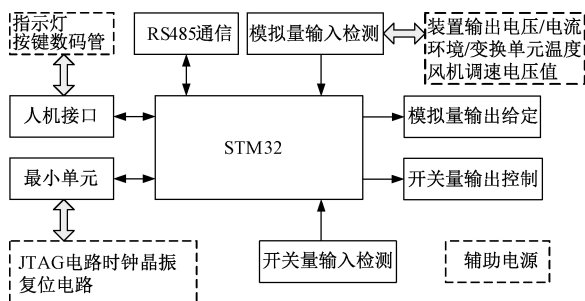 指示灯
按键数码管
RS485通信
模拟量输入检测
装置输出电压/电流
环境/变换单元温度
风机调速电压值
人机接口
STM32
模拟量输出给定
最小单元
开关量输出控制
JTAG电路时钟晶振
复位电路
开关量输入检测
辅助电源